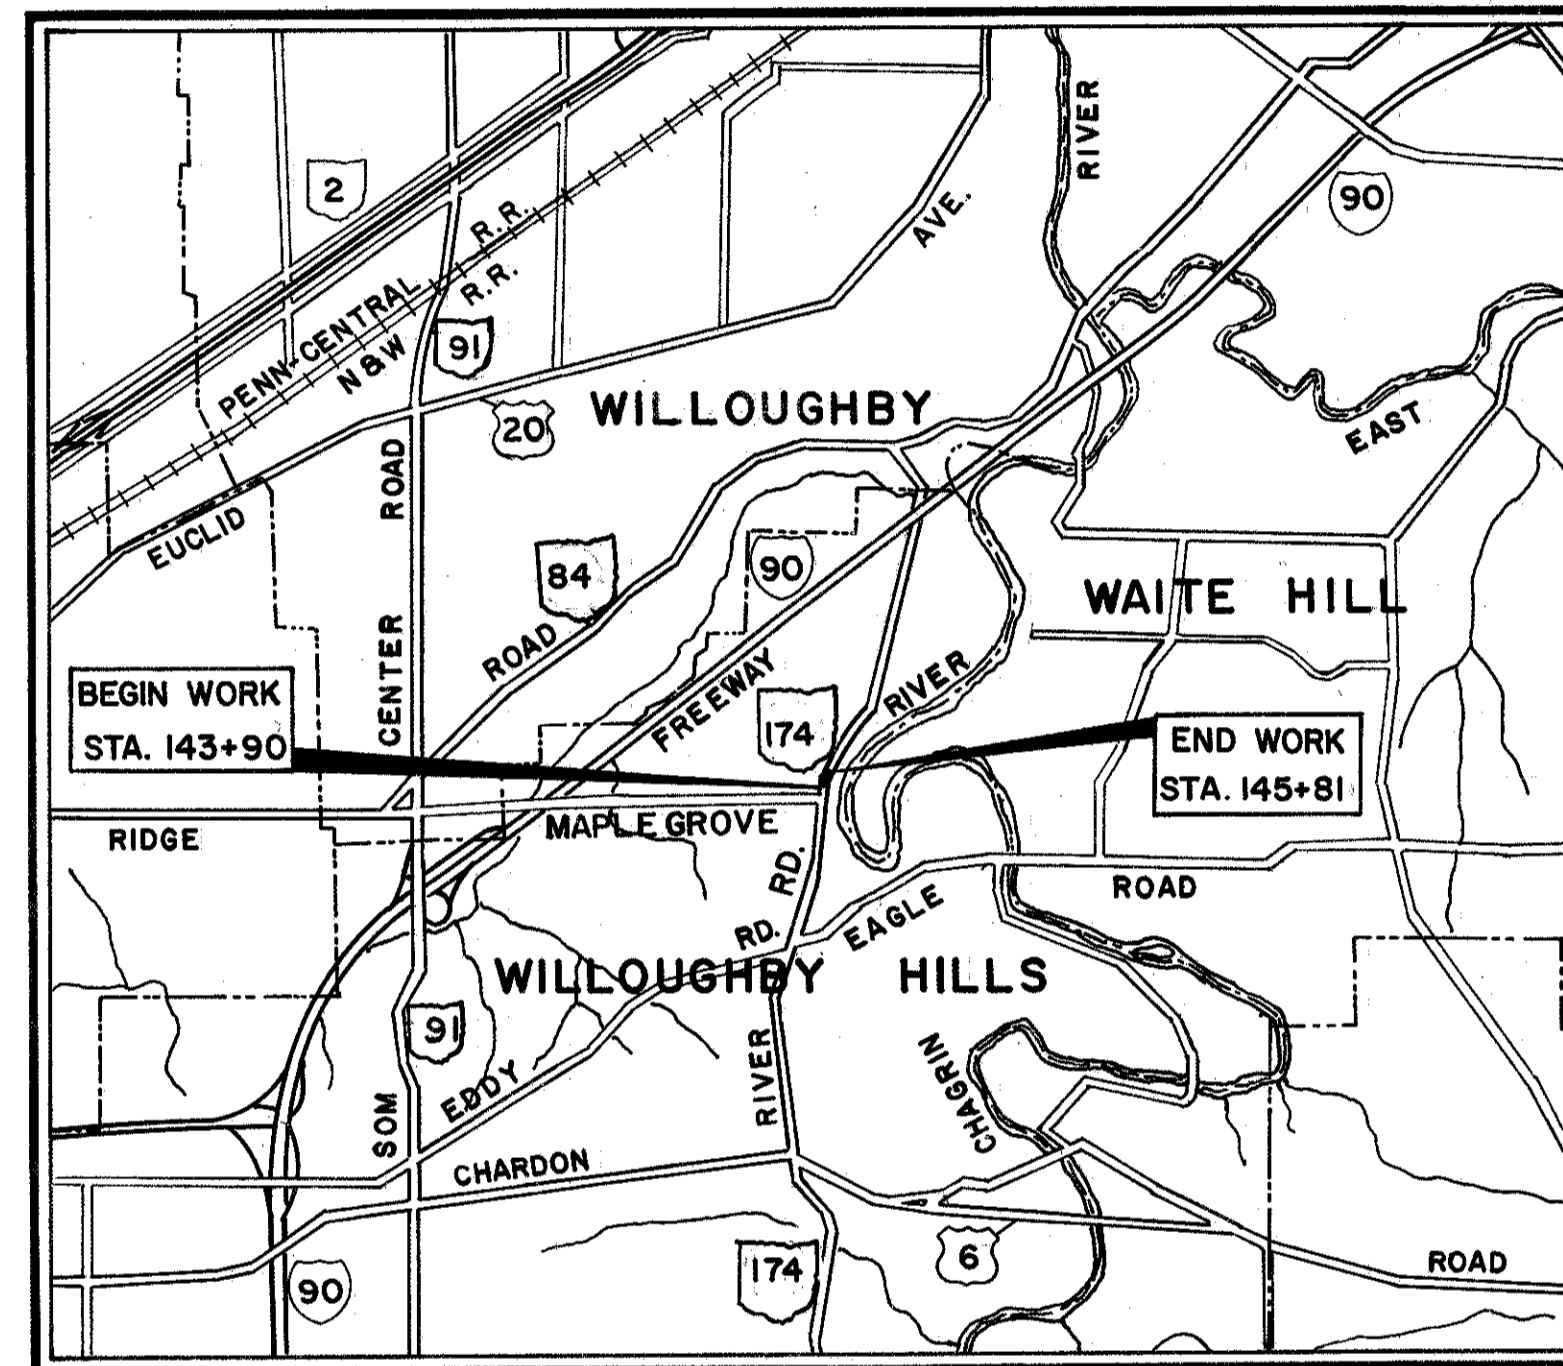 RIVER
2
90
R. R.
AVE.
R. R.
PENN-CENTRAL
N & W
91
20
WILLOUGHBY
EAST
CENTER ROAD
EUCLID
84
90
WAITE HILL
ROAD
FREEWAY
RIVER
BEGIN WORK
STA. 143+90
174
END WORK
STA. 145+81
RIDGE
MAPLE GROVE
RD.
EAGLE
ROAD
RD.
WILLOUGHBY HILLS
91
EDDY
RIVER
CHAGRIN
SOM
CHARDON
6
174
90
ROAD